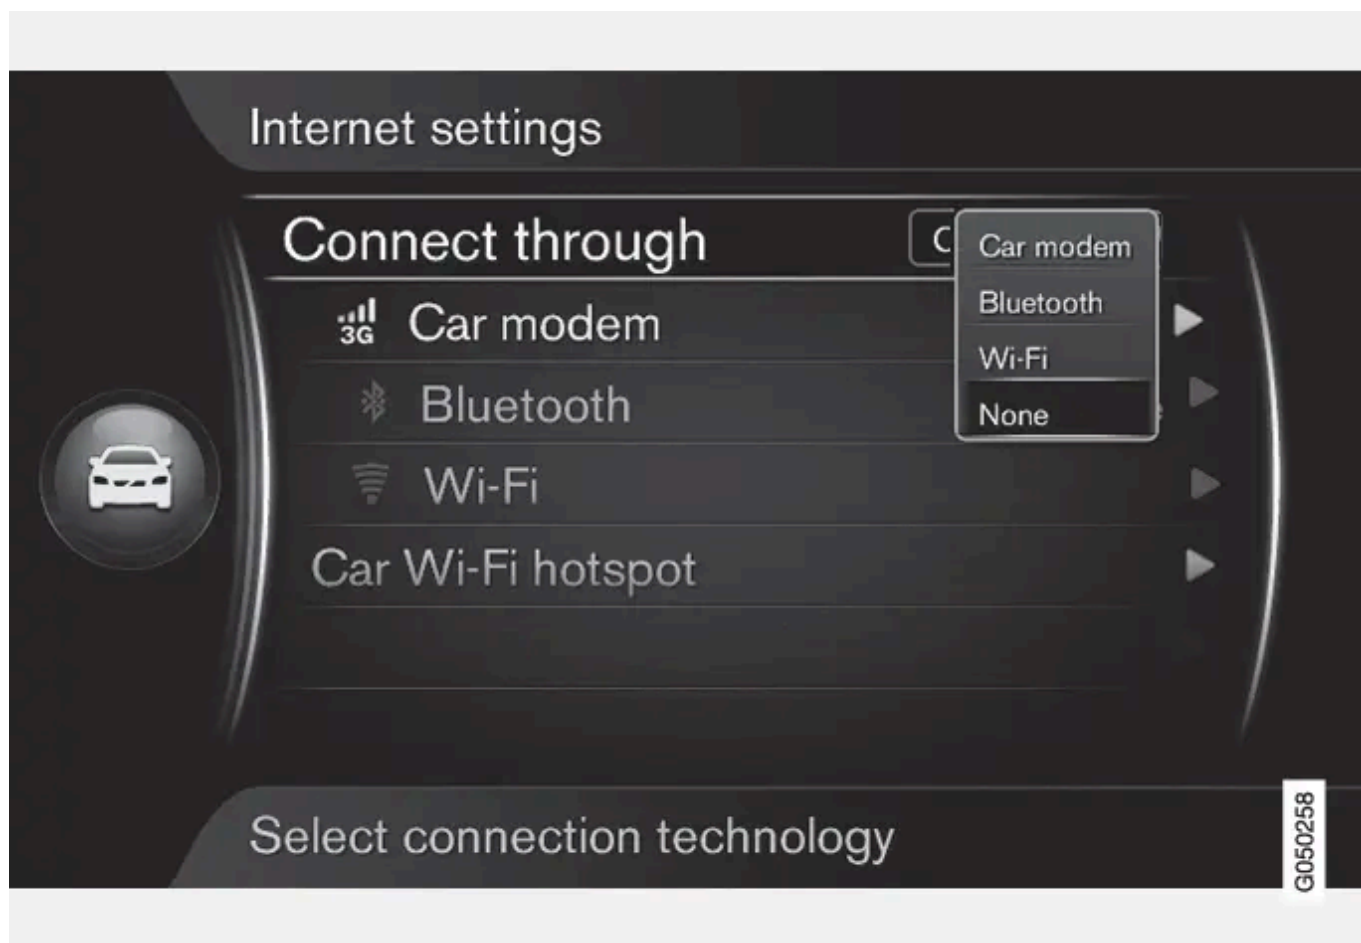 Internet settings
Connect through
Car modem
Bluetooth
Wi-Fi
None
3G Car modem
Bluetooth
Wi-Fi
Car Wi-Fi hotspot
Select connection technology
G050258